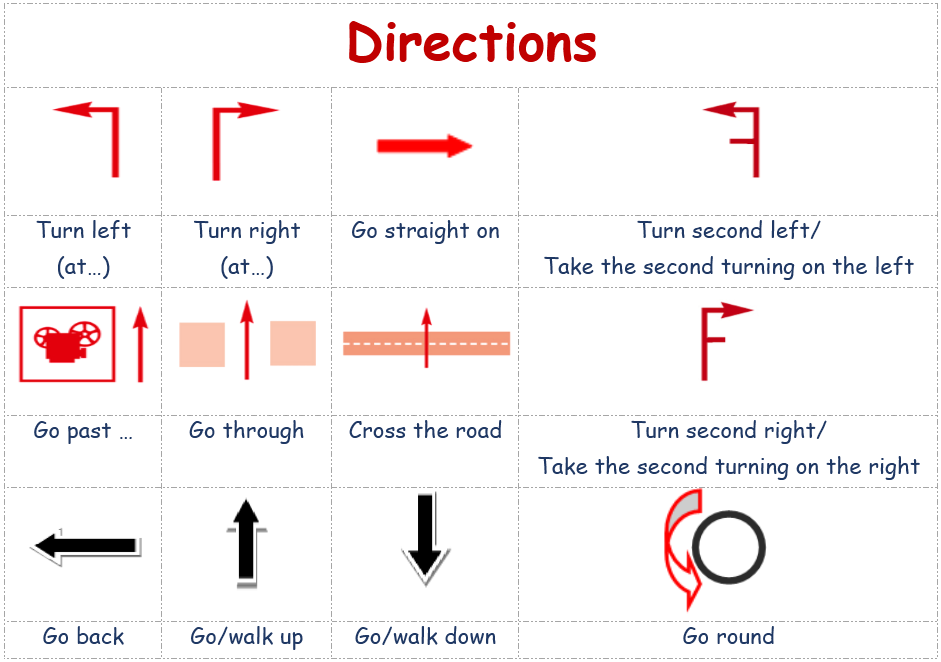 Directions
Turn left
(at…)
Turn right
(at…)
Go straight on
Turn second left/
Take the second turning on the left
Go past …
Go through
Cross the road
Turn second right/
Take the second turning on the right
Go back
Go/walk up
Go/walk down
Go round